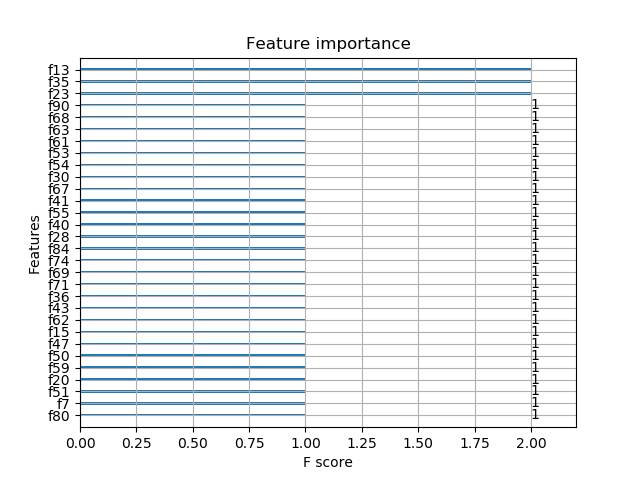 Feature importance
f13
f35
f23
f90 1
f68 1
f63 1
f61 1
f53 1
f54 1
f30 1
f67 1
f41 1
f55 1
f40 1
f28 1
f84 1
f74 1
f69 1
f71 1
f36 1
f43 1
f62 1
f15 1
f47 1
f50 1
f59 1
f20 1
f51 1
f7 1
f80 1
Features
0.00 0.25 0.50 0.75 1.00 1.25 1.50 1.75 2.00
F score